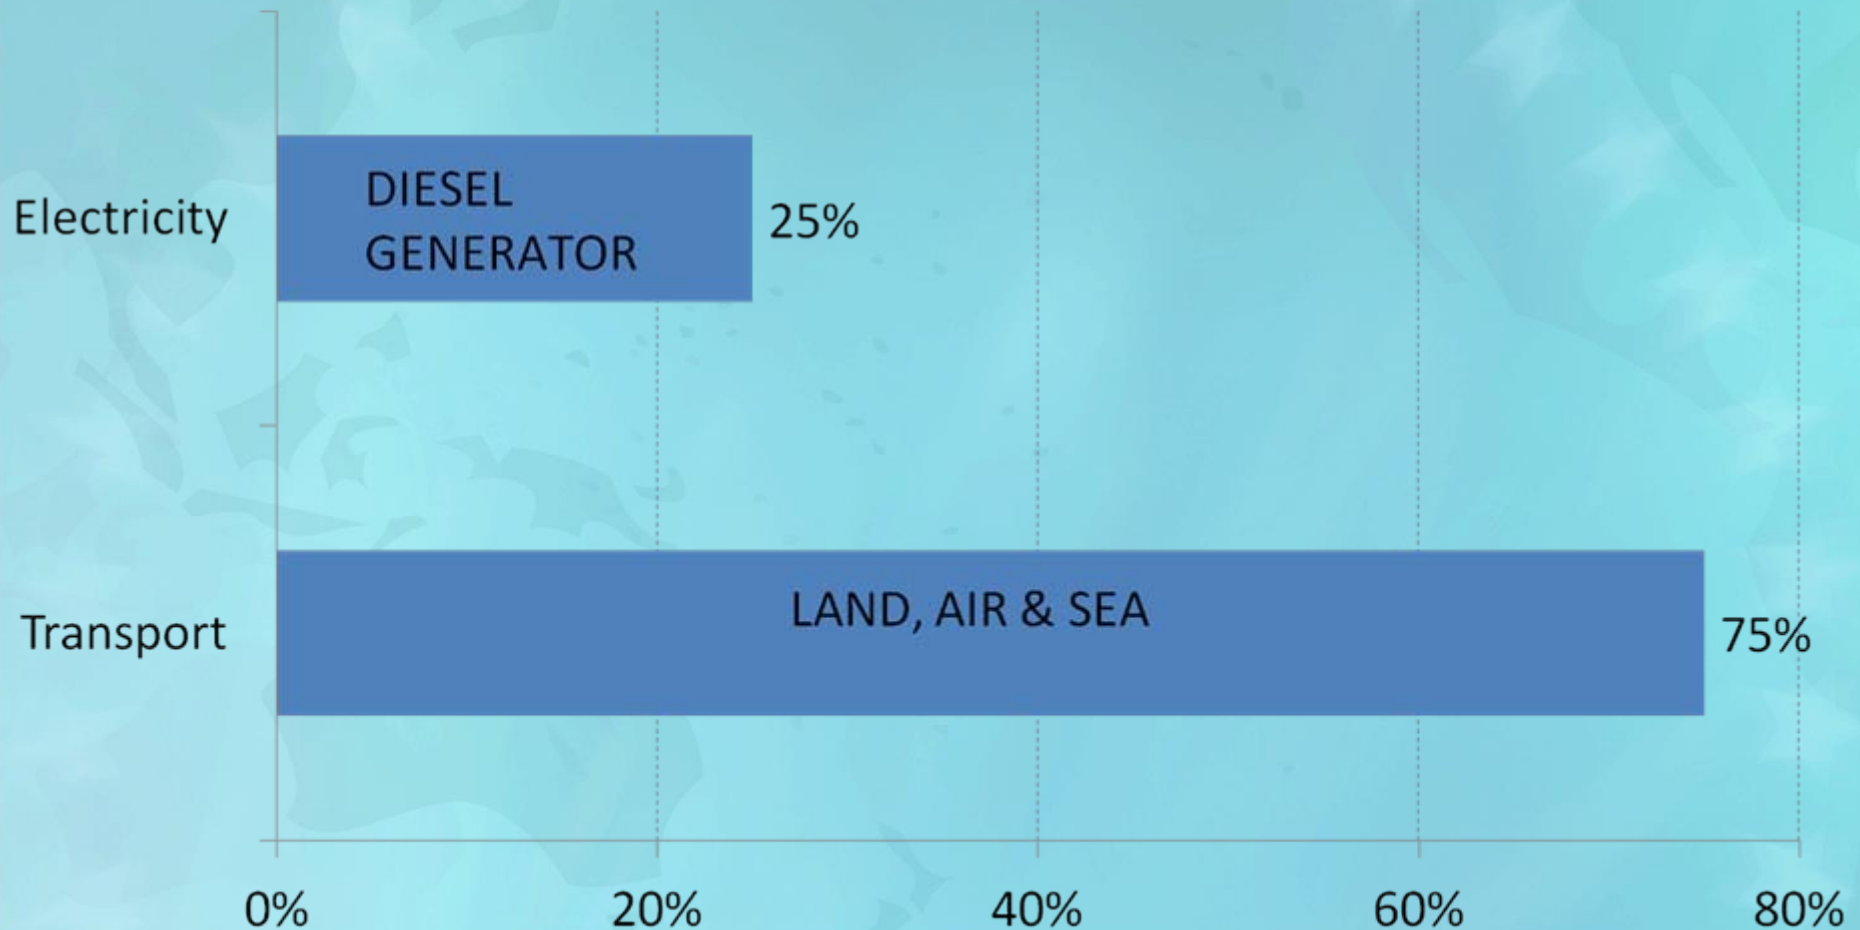 Electricity
DIESEL
GENERATOR
25%
Transport
LAND, AIR & SEA
75%
0% 20% 40% 60% 80%